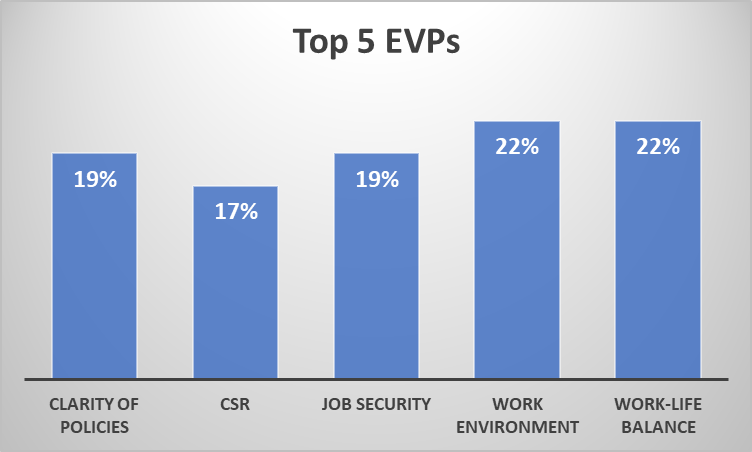 Top 5 EVPs
19%
17%
19%
22%
22%
CLARITY OF
POLICIES
CSR
JOB SECURITY
WORK
ENVIRONMENT
WORK-LIFE
BALANCE